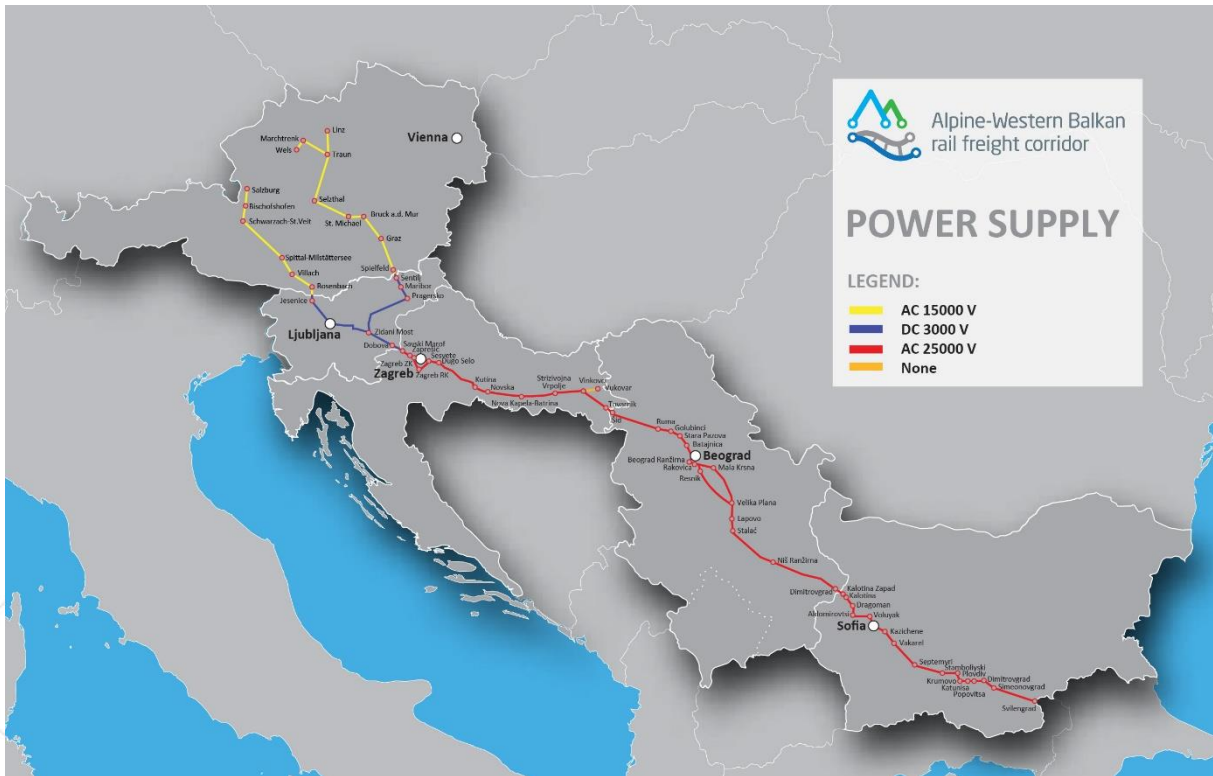 Alpine-Western Balkan
rail freight corridor
POWER SUPPLY
LEGEND:
AC 15000 V
DC 3000 V
AC 25000 V
None
Linz
Marchtrenk
Wels
Traun
Vienna
Salzburg
Bischofshofen
Schwarzach-St.Veit
Selzthal
St. Michael
Bruck a.d. Mur
Graz
Spittal-Milstättersee
Villach
Rosenbach
Spielfeld
Šentilj
Maribor
Pragersko
Jesenice
Ljubljana
Zidani Most
Dobova
Savski Marof
Zaprešić
Sesvete
Dugo Selo
Zagreb ZK
Zagreb
Zagreb RK
Kutina
Novska
Nova Kapela-Batrina
Strizivojna
Vrpolje
Vinkovci
Vukovar
Tovarnik
Šid
Ruma
Golubinci
Stara Pazova
Batajnica
Beograd
Beograd Ranžirna
Rakovica
Resnik
Mala Krsna
Velika Plana
Lapovo
Stalać
Niš Ranžirna
Dimitrovgrad
Kalotina Zapad
Kalotina
Dragoman
Aldomirovtsi
Voluyak
Sofia
Kazichene
Vakarel
Septemvri
Stamboliyski
Plovdiv
Krumovo
Katunisa
Popovitsa
Dimitrovgrad
Simeonovgrad
Svilengrad